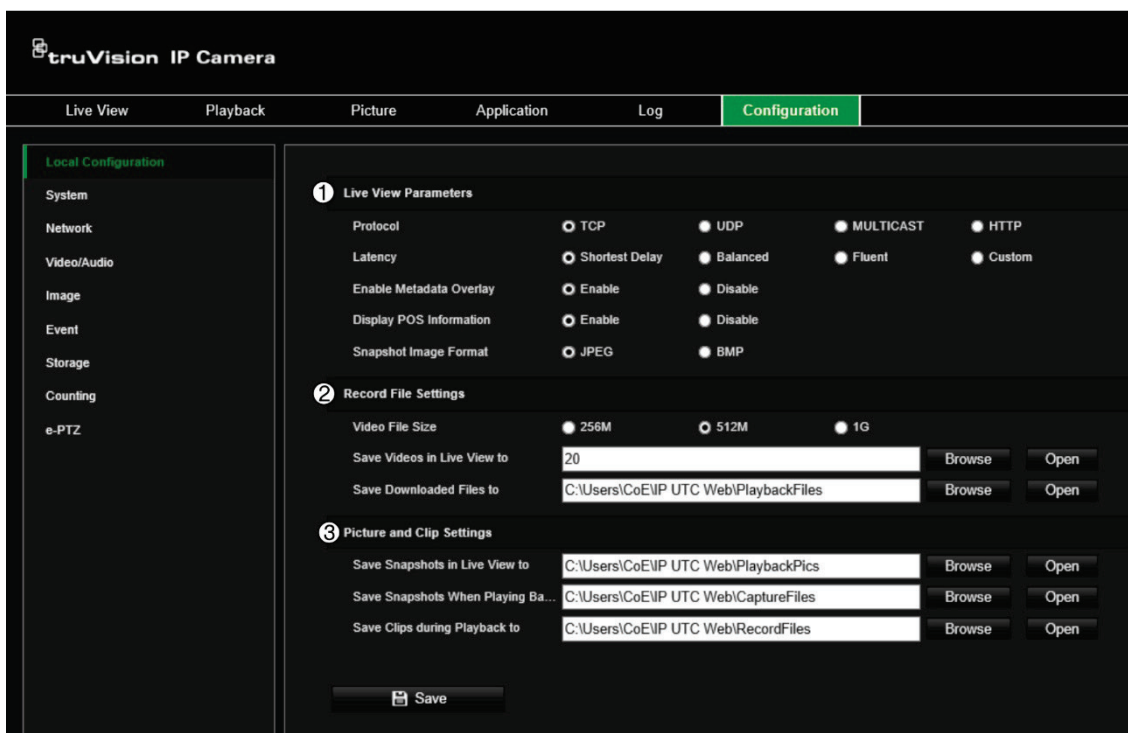 truVision IP Camera
Live View Playback Picture Application Log Configuration
Local Configuration
System
Network
Video/Audio
Image
Event
Storage
Counting
e-PTZ
① Live View Parameters
Protocol TCP UDP MULTICAST HTTP
Latency Shortest Delay Balanced Fluent Custom
Enable Metadata Overlay Enable Disable
Display POS Information Enable Disable
Snapshot Image Format JPEG BMP
② Record File Settings
Video File Size 256M 512M 1G
Save Videos in Live View to 20 Browse Open
Save Downloaded Files to C:\Users\CoE\IP UTC Web\PlaybackFiles Browse Open
③ Picture and Clip Settings
Save Snapshots in Live View to C:\Users\CoE\IP UTC Web\PlaybackPics Browse Open
Save Snapshots When Playing Ba... C:\Users\CoE\IP UTC Web\CaptureFiles Browse Open
Save Clips during Playback to C:\Users\CoE\IP UTC Web\RecordFiles Browse Open
Save